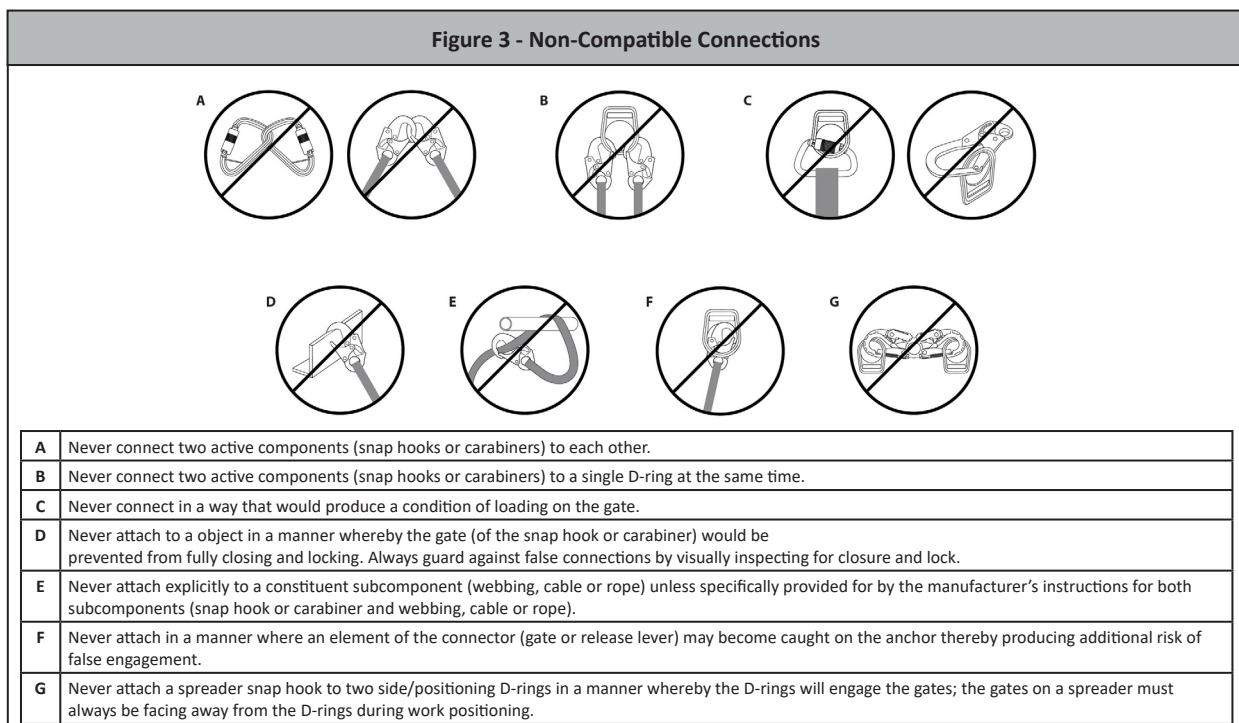 Figure 3 - Non-Compatible Connections
A
B
C
D
E
F
G
A Never connect two active components (snap hooks or carabiners) to each other.
B Never connect two active components (snap hooks or carabiners) to a single D-ring at the same time.
C Never connect in a way that would produce a condition of loading on the gate.
D Never attach to a object in a manner whereby the gate (of the snap hook or carabiner) would be
prevented from fully closing and locking. Always guard against false connections by visually inspecting for closure and lock.
E Never attach explicitly to a constituent subcomponent (webbing, cable or rope) unless specifically provided for by the manufacturer's instructions for both
subcomponents (snap hook or carabiner and webbing, cable or rope).
F Never attach in a manner where an element of the connector (gate or release lever) may become caught on the anchor thereby producing additional risk of
false engagement.
G Never attach a spreader snap hook to two side/positioning D-rings in a manner whereby the D-rings will engage the gates; the gates on a spreader must
always be facing away from the D-rings during work positioning.